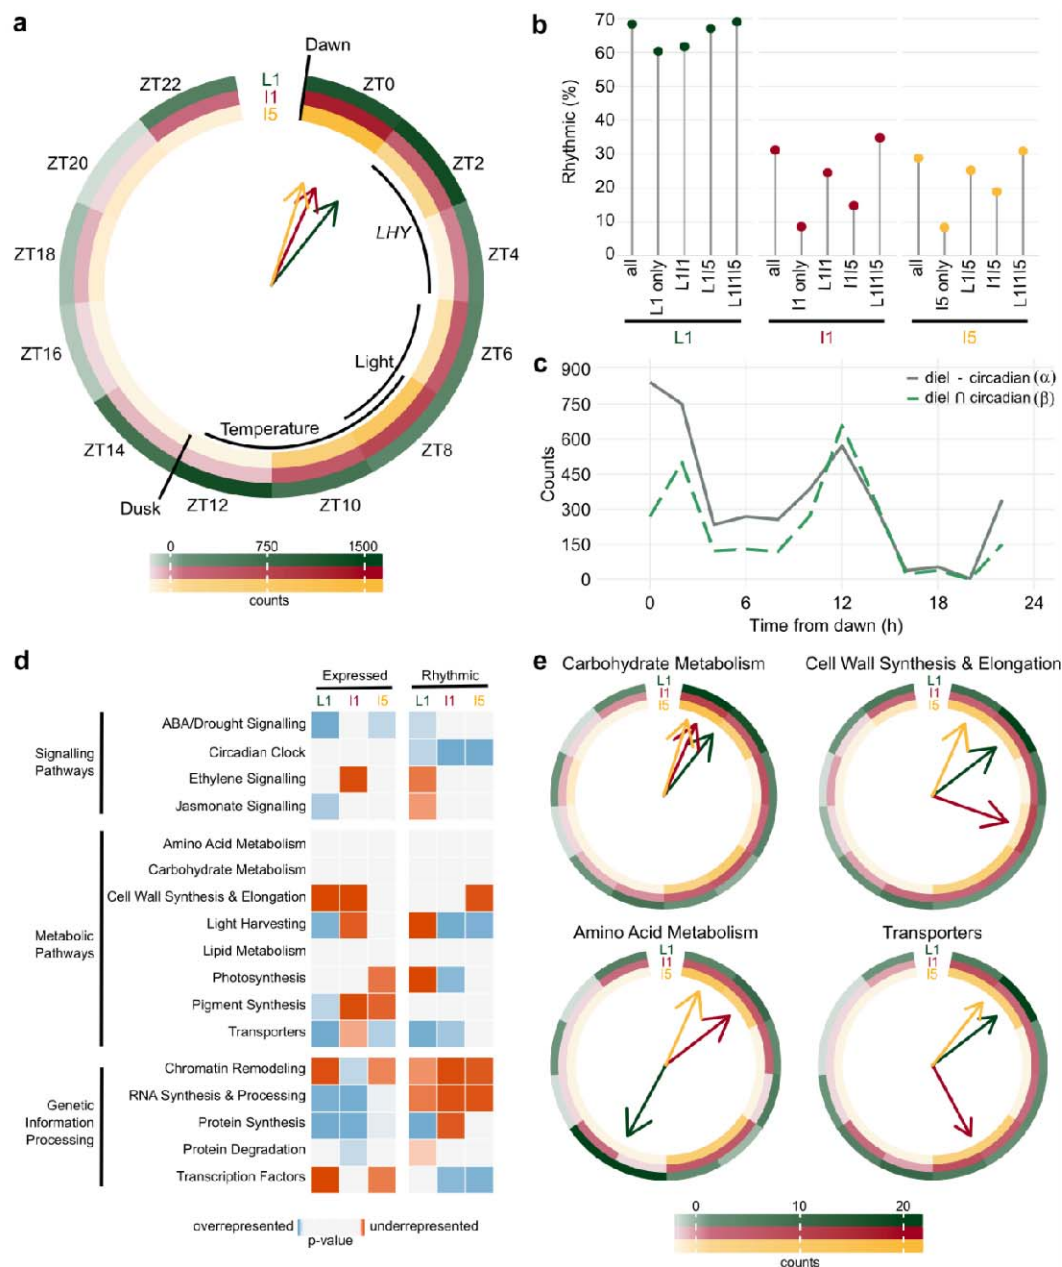 a
Dawn
L1
I1
I5
ZT0
ZT2
ZT4
ZT6
ZT8
ZT10
ZT12
ZT14
ZT16
ZT18
ZT20
ZT22
LHY
Light
Temperature
Dusk
0 750 1500
counts
b
Rhythmic (%)
70
60
50
40
30
20
10
0
all
L1 only
L1I1
L1I5
L1I1I5
L1
all
I1 only
L1I1
I1I5
L1I1I5
I1
all
I5 only
L1I5
I1I5
L1I1I5
I5
c
diel - circadian (α)
diel ∩ circadian (β)
Counts
900
750
600
450
300
150
0
0 6 12 18 24
Time from dawn (h)
d
Expressed Rhythmic
L1 I1 I5 L1 I1 I5
Signalling
Pathways
ABA/Drought Signalling
Circadian Clock
Ethylene Signalling
Jasmonate Signalling
Metabolic
Pathways
Amino Acid Metabolism
Carbohydrate Metabolism
Cell Wall Synthesis & Elongation
Light Harvesting
Lipid Metabolism
Photosynthesis
Pigment Synthesis
Transporters
Genetic
Information
Processing
Chromatin Remodeling
RNA Synthesis & Processing
Protein Synthesis
Protein Degradation
Transcription Factors
overrepresented underrepresented
p-value
e
Carbohydrate Metabolism
L1
I1
I5
Cell Wall Synthesis & Elongation
L1
I1
I5
Amino Acid Metabolism
L1
I1
I5
Transporters
L1
I1
I5
0 10 20
counts